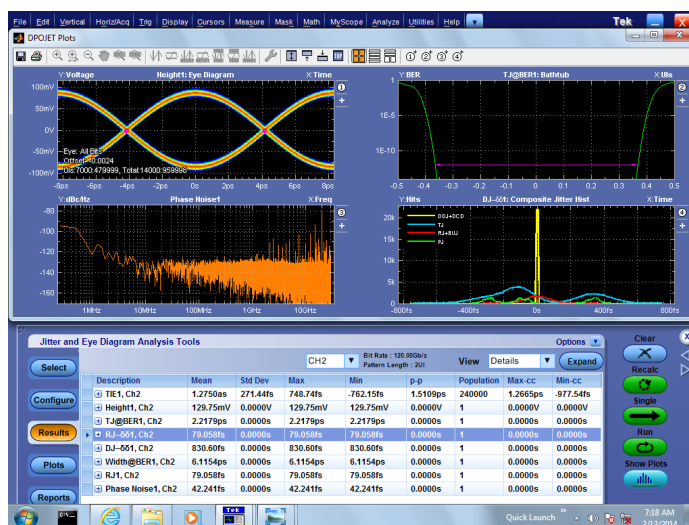 File Edit Vertical Horiz/Acq Trig Display Cursors Measure Mask Math MyScope Analyze Utilities Help Tek
DPOJET Plots
Y:Voltage Height1: Eye Diagram X:Time
100mV
50mV
0V
-50mV
-100mV
Eye: All Bits
Offset: -0.0024
UIs:7000:479999, Total:14000:959998
-8ps -6ps -4ps -2ps 0s 2ps 4ps 6ps 8ps
Y:BER TJ@BER1: Bathtub X:UIs
1
1E-5
1E-10
-0.5 -0.4 -0.3 -0.2 -0.1 0 0.1 0.2 0.3 0.4 0.5
Y:dBc/Hz Phase Noise1 X:Freq
-80
-100
-120
-140
-160
1MHz 10MHz 100MHz 1GHz 10GHz
Y:Hits DJ–δδ1: Composite Jitter Hist X:Time
20k
15k
10k
5k
0
DDJ+DCD
TJ
RJ+BUJ
PJ
-800fs -400fs 0s 400fs 800fs
Jitter and Eye Diagram Analysis Tools Options
CH2 Bit Rate : 120.00Gb/s
Pattern Length : 2UI
View Details Expand
Description Mean Std Dev Max Min p-p Population Max-cc Min-cc
TIE1, Ch2 1.2750as 271.44fs 748.74fs -762.15fs 1.5109ps 240000 1.2665ps -977.54fs
Height1, Ch2 129.75mV 0.0000V 129.75mV 129.75mV 0.0000V 1 0.0000V 0.0000V
TJ@BER1, Ch2 2.2179ps 0.0000s 2.2179ps 2.2179ps 0.0000s 1 0.0000s 0.0000s
RJ–δδ1, Ch2 79.058fs 0.0000s 79.058fs 79.058fs 0.0000s 1 0.0000s 0.0000s
DJ–δδ1, Ch2 830.60fs 0.0000s 830.60fs 830.60fs 0.0000s 1 0.0000s 0.0000s
Width@BER1, Ch2 6.1154ps 0.0000s 6.1154ps 6.1154ps 0.0000s 1 0.0000s 0.0000s
RJ1, Ch2 79.058fs 0.0000s 79.058fs 79.058fs 0.0000s 1 0.0000s 0.0000s
Phase Noise1, Ch2 42.241fs 0.0000s 42.241fs 42.241fs 0.0000s 1 0.0000s 0.0000s
Select
Configure
Results
Plots
Reports
Clear
Recalc
Single
Run
Show Plots
Tek
Quick Launch
7:18 AM
2/13/2014